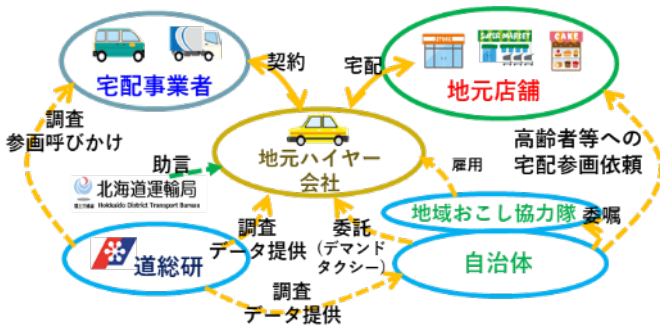 SUPER MARKET
CAKE
宅配事業者
契約
宅配
地元店舗
調査
参画呼びかけ
地元ハイヤー
会社
高齢者等への
宅配参画依頼
助言
北海道運輸局
Hokkaido District Transport Bureau
雇用
地域おこし協力隊
委嘱
道総研
調査
データ提供
委託
(デマンド
タクシー)
自治体
調査
データ提供